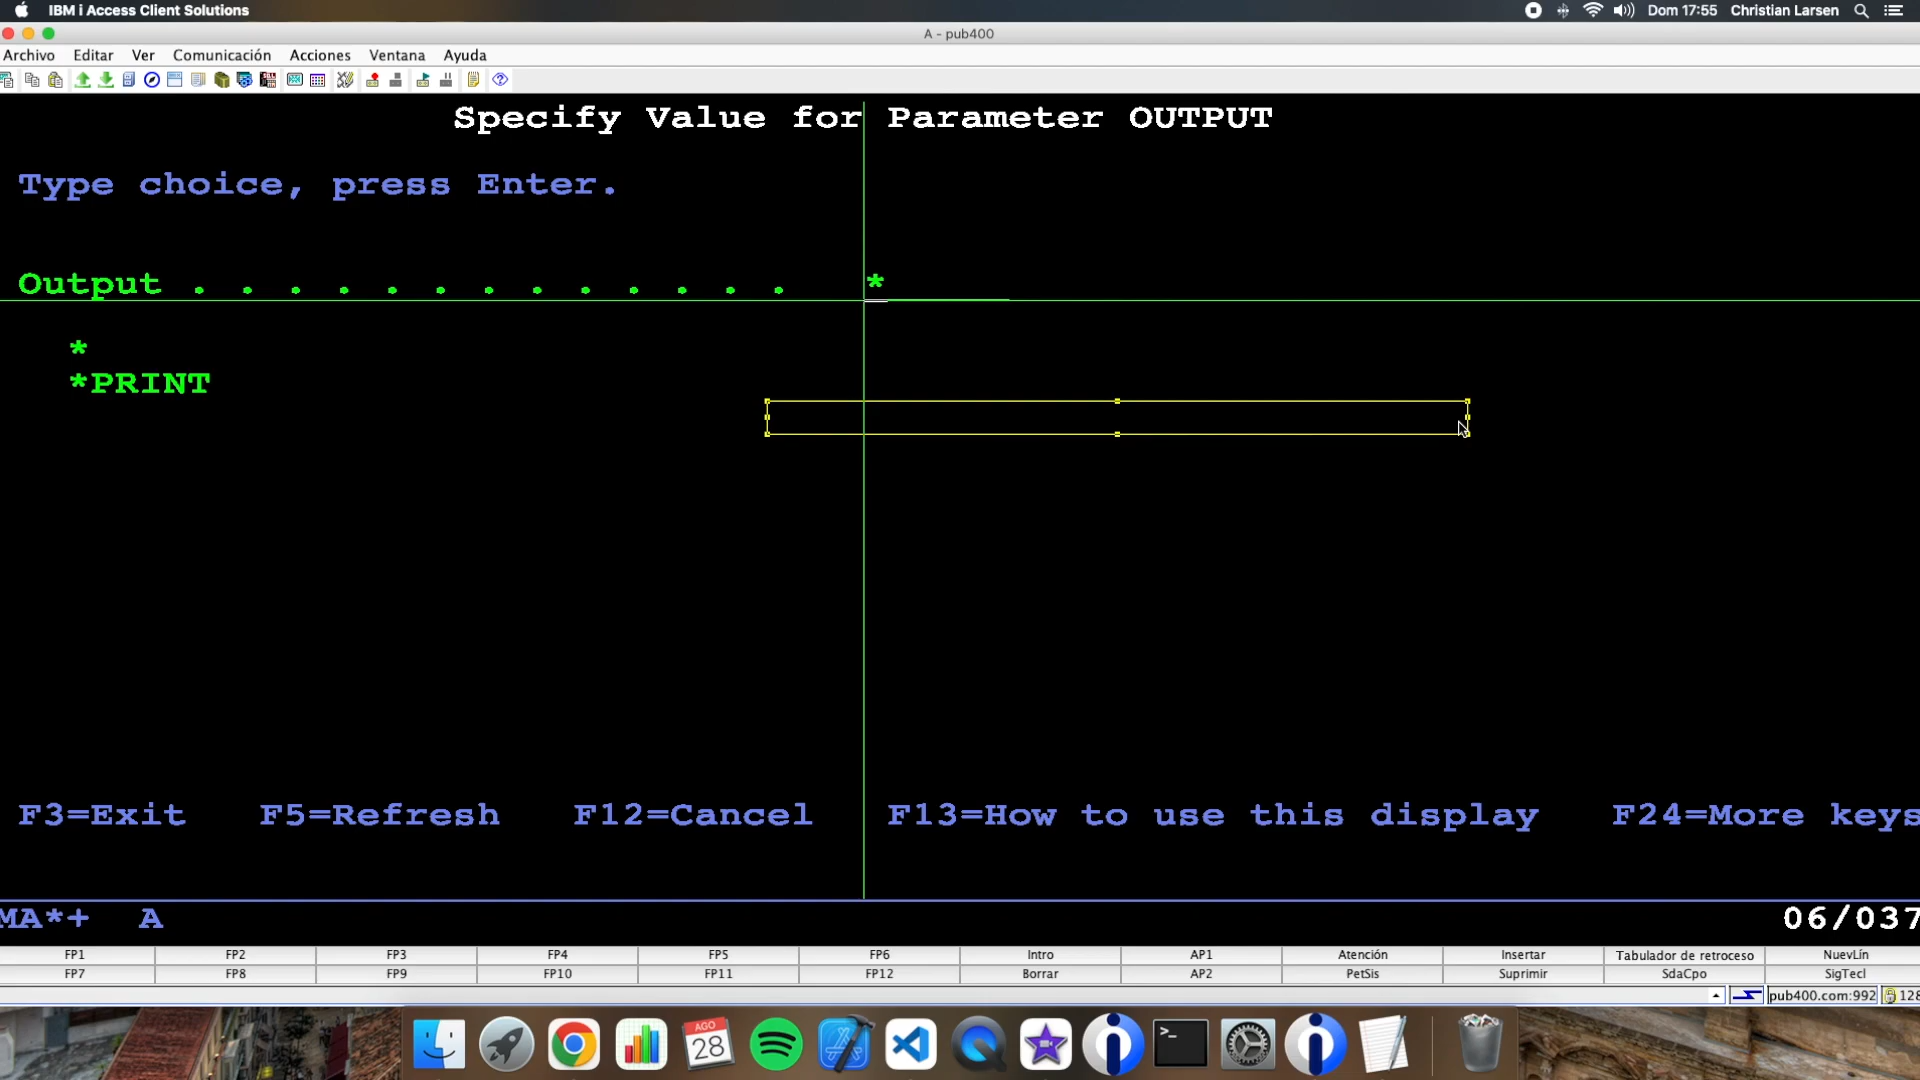 IBM i Access Client Solutions
Dom 17:55 Christian Larsen
A - pub400
Archivo Editar Ver Comunicación Acciones Ventana Ayuda
Specify Value for Parameter OUTPUT
Type choice, press Enter.
Output . . . . . . . . . . . . . *
*
*PRINT
F3=Exit F5=Refresh F12=Cancel F13=How to use this display F24=More keys
MA*+ A 06/037
FP1 FP2 FP3 FP4 FP5 FP6 Intro AP1 Atención Insertar Tabulador de retroceso NuevLín
FP7 FP8 FP9 FP10 FP11 FP12 Borrar AP2 PetSis Suprimir SdaCpo SigTecl
pub400.com:992 128
AGO
28